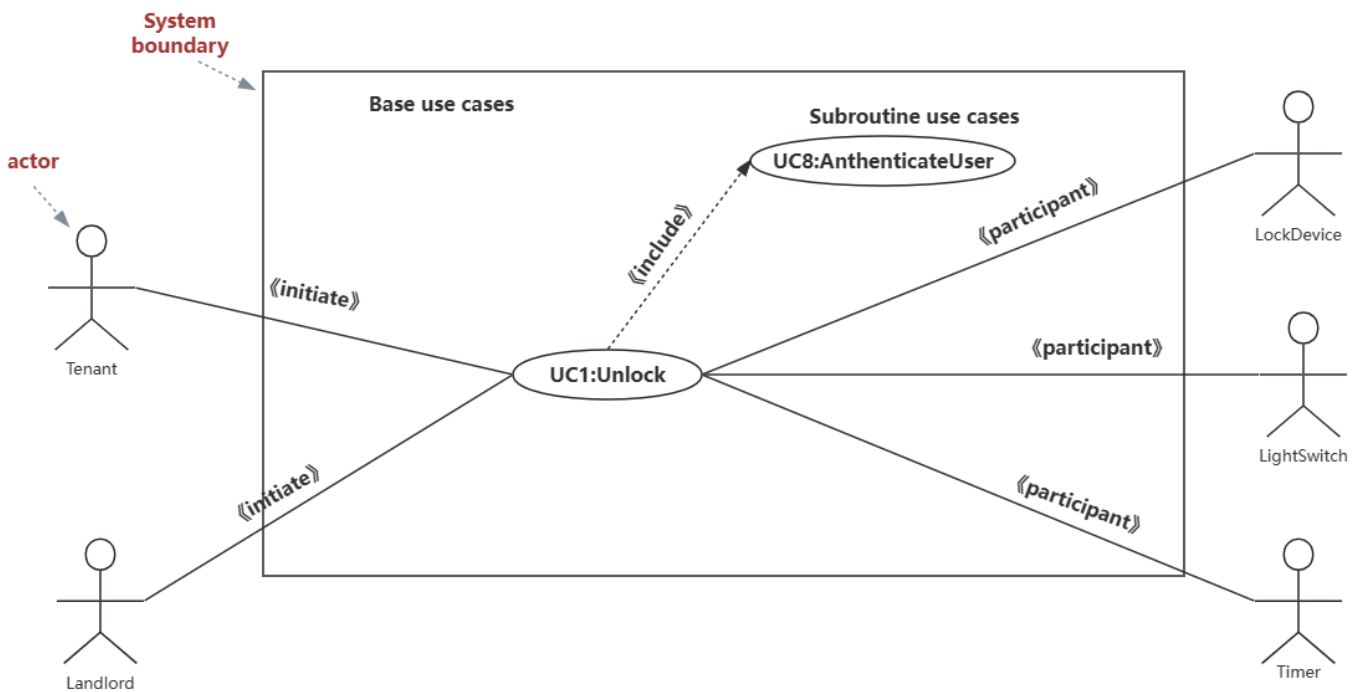 System
boundary
Base use cases
Subroutine use cases
actor
UC8:AnthenticateUser
《participant》
LockDevice
《include》
《initiate》
Tenant
《participant》
UC1:Unlock
LightSwitch
《initiate》
《participant》
Landlord
Timer